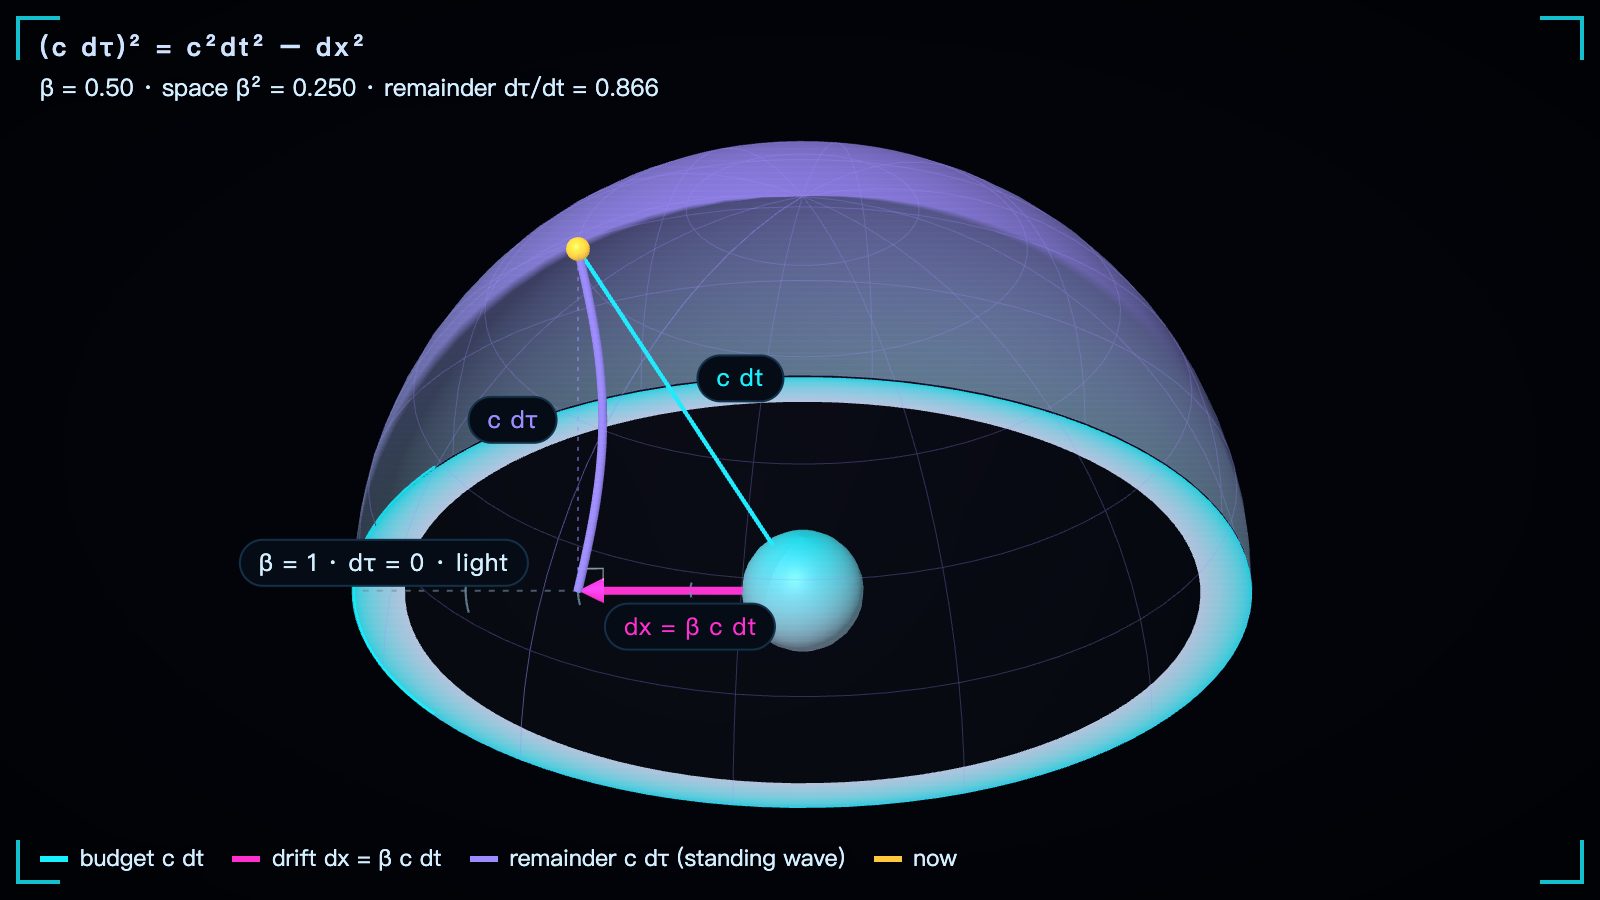 (c dτ)² = c²dt² − dx²
β = 0.50 · space β² = 0.250 · remainder dτ/dt = 0.866
c dt
c dτ
β = 1 · dτ = 0 · light
dx = β c dt
budget c dt
drift dx = β c dt
remainder c dτ (standing wave)
now